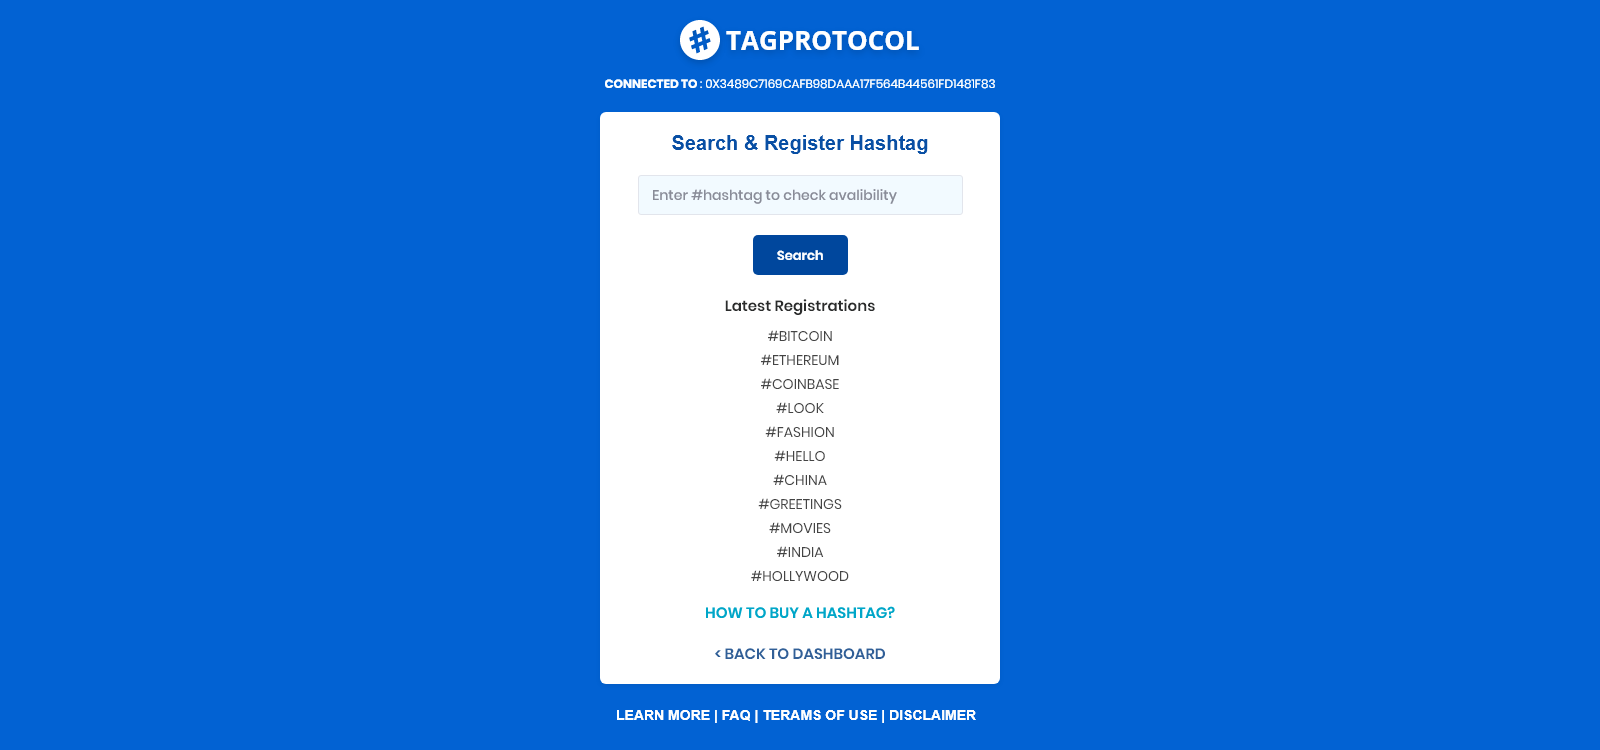 # TAGPROTOCOL
CONNECTED TO : 0X3489C7169CAFB98DAAA17F564B44561FD1481F83
Search & Register Hashtag
Enter #hashtag to check avalibility
Search
Latest Registrations
#BITCOIN
#ETHEREUM
#COINBASE
#LOOK
#FASHION
#HELLO
#CHINA
#GREETINGS
#MOVIES
#INDIA
#HOLLYWOOD
HOW TO BUY A HASHTAG?
< BACK TO DASHBOARD
LEARN MORE | FAQ | TERAMS OF USE | DISCLAIMER